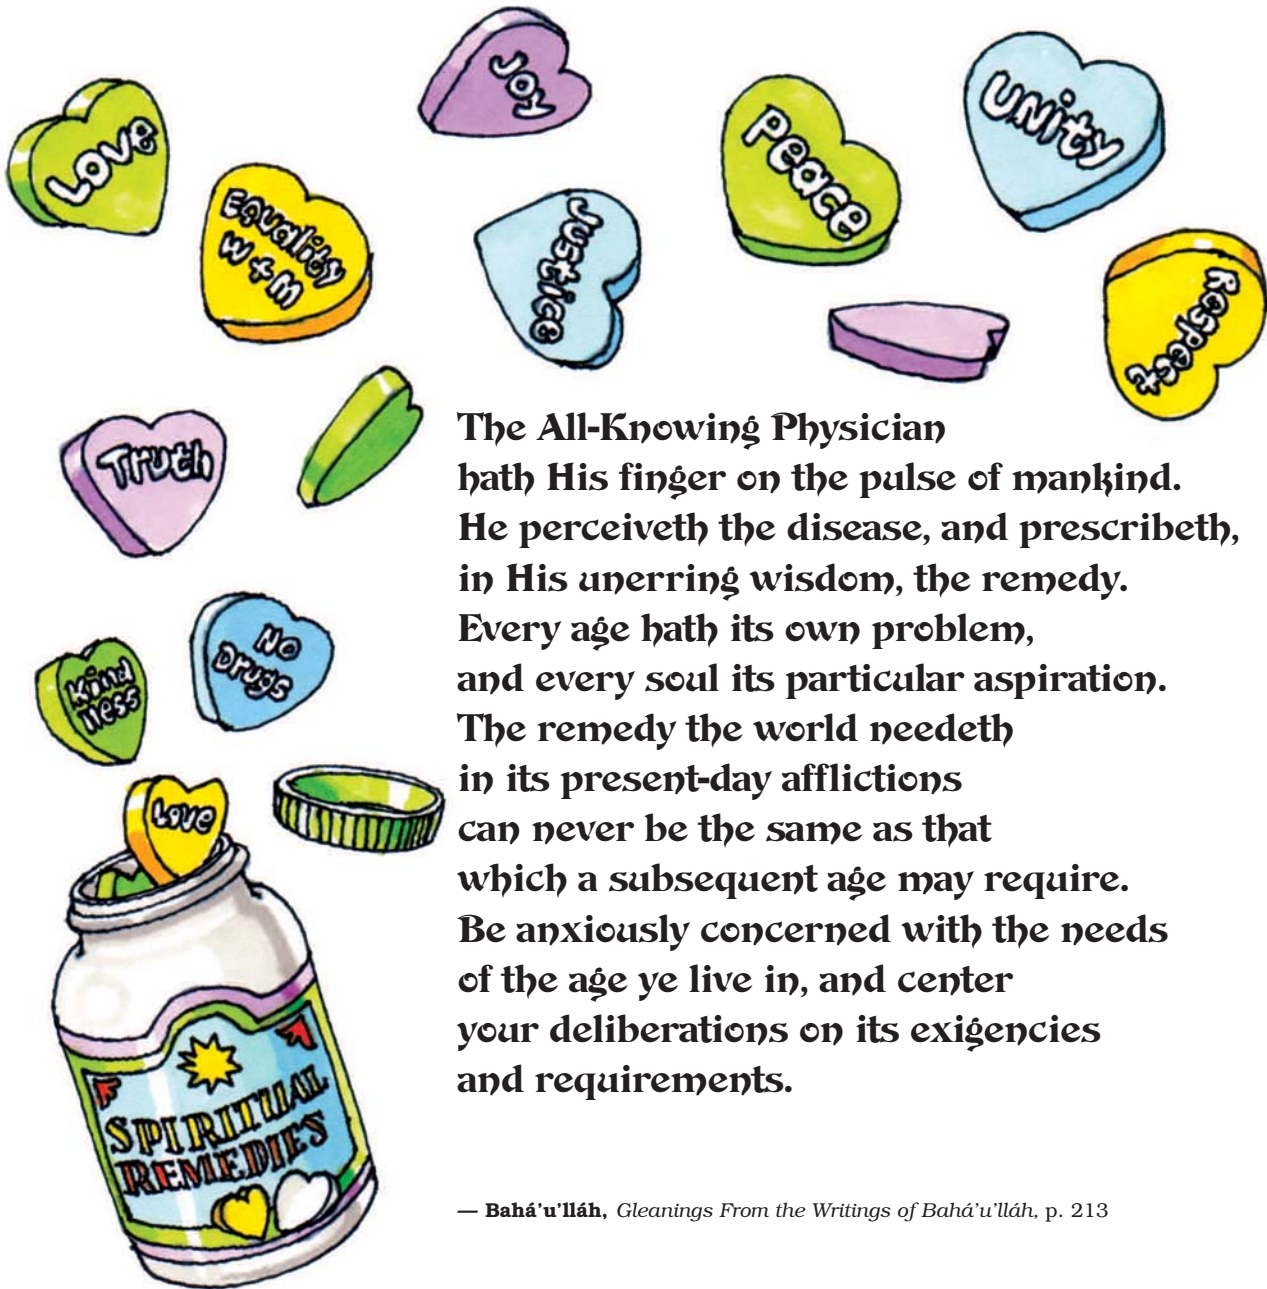 Joy
Unity
Love
Peace
Equality
W + M
Justice
Respect
Truth
The All-Knowing Physician
hath His finger on the pulse of mankind.
He perceiveth the disease, and prescribeth,
in His unerring wisdom, the remedy.
Every age hath its own problem,
and every soul its particular aspiration.
The remedy the world needeth
in its present-day afflictions
can never be the same as that
which a subsequent age may require.
Be anxiously concerned with the needs
of the age ye live in, and center
your deliberations on its exigencies
and requirements.
No
Drugs
Kind
ness
Love
SPIRITUAL
REMEDIES
— Bahá'u'lláh, Gleanings From the Writings of Bahá'u'lláh, p. 213